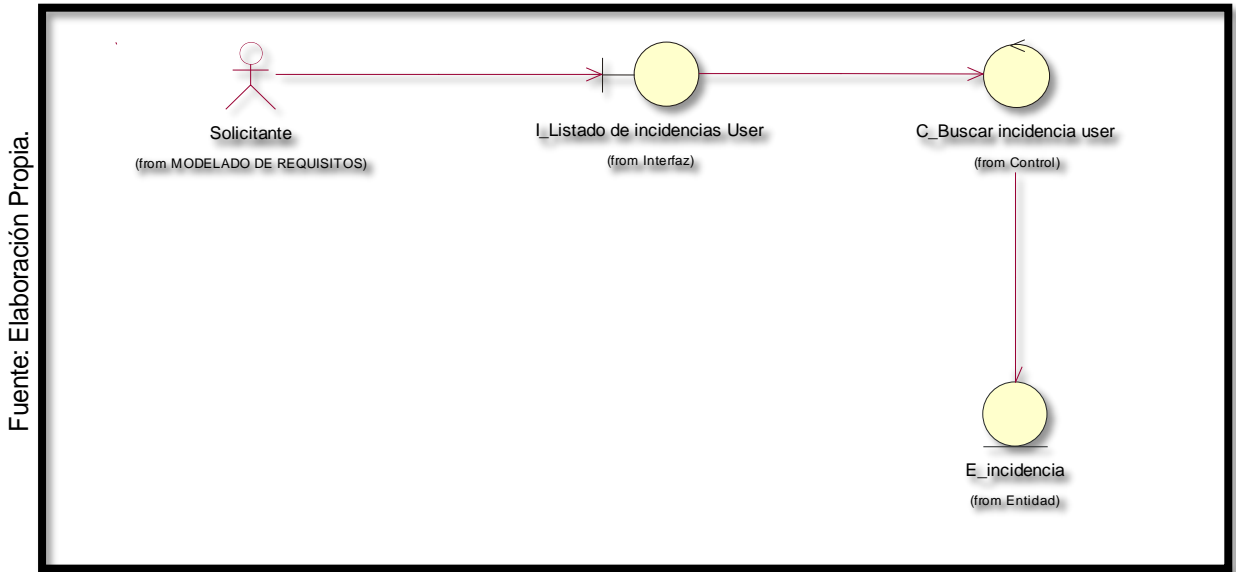 Solicitante
(from MODELADO DE REQUISITOS)
I_Listado de incidencias User
(from Interfaz)
C_Buscar incidencia user
(from Control)
E_incidencia
(from Entidad)
Fuente: Elaboración Propia.